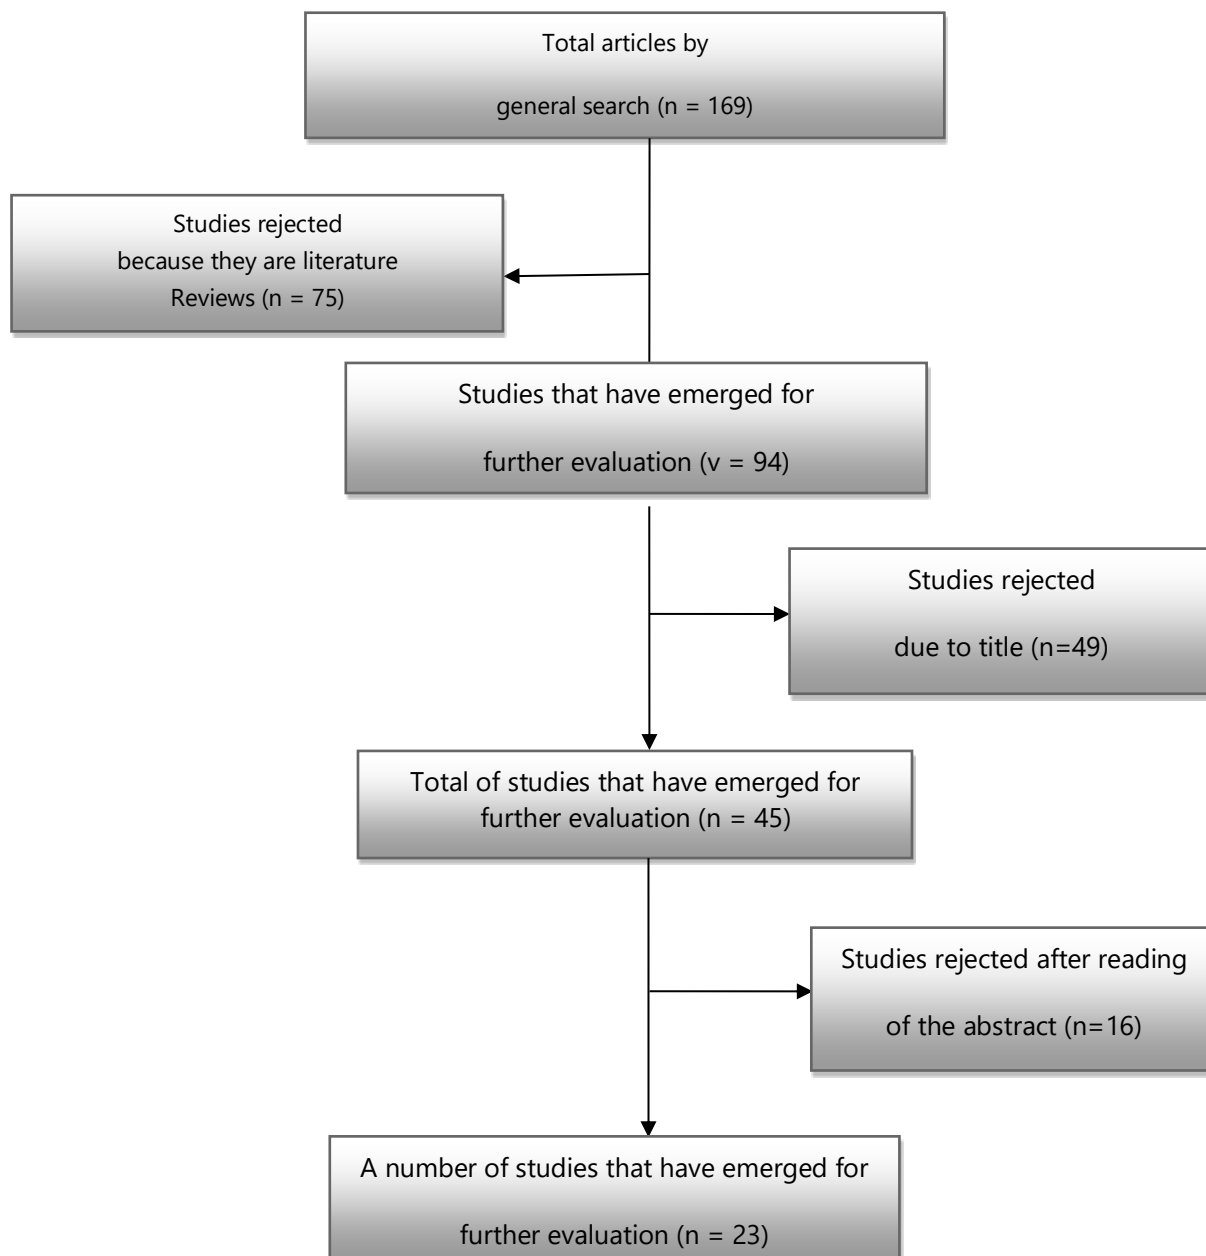 Total articles by
general search (n = 169)
Studies rejected
because they are literature
Reviews (n = 75)
Studies that have emerged for
further evaluation (v = 94)
Studies rejected
due to title (n=49)
Total of studies that have emerged for
further evaluation (n = 45)
Studies rejected after reading
of the abstract (n=16)
A number of studies that have emerged for
further evaluation (n = 23)